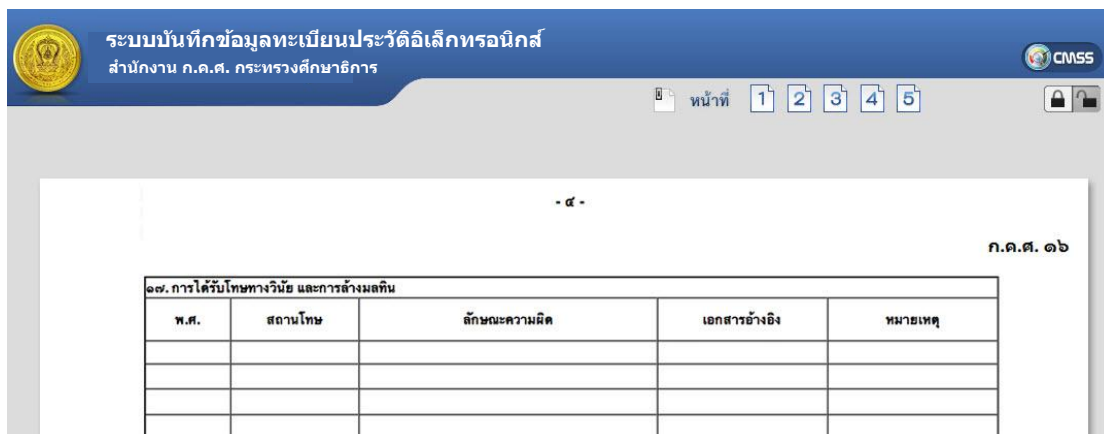 ระบบบันทึกข้อมูลทะเบียนประวัติอิเล็กทรอนิกส์
สำนักงาน ก.ค.ศ. กระทรวงศึกษาธิการ
CMSS
หน้าที่ 1 2 3 4 5
- ๔ -
ก.ค.ศ. ๑๖
๑๗. การได้รับโทษทางวินัย และการล้างมลทิน
พ.ศ. สถานโทษ ลักษณะความผิด เอกสารอ้างอิง หมายเหตุ